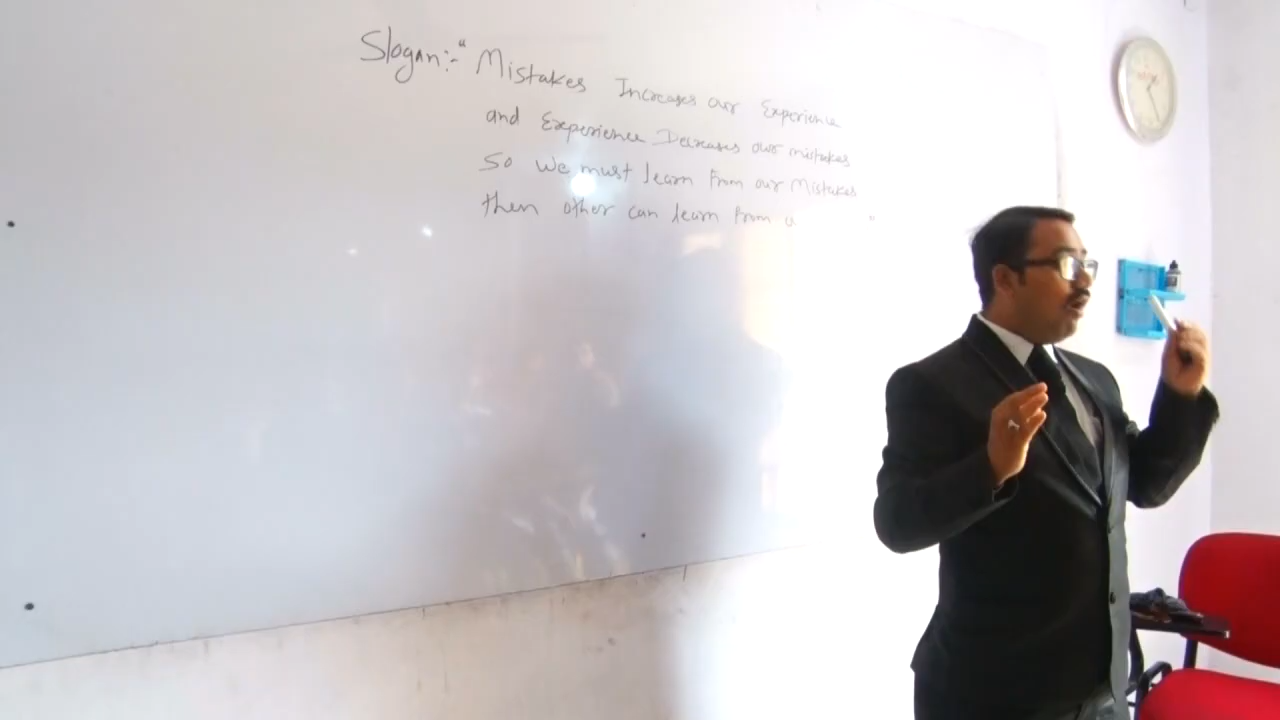 Slogan:- "Mistakes Increases our Experience
and Experience Decreases our mistakes
So We must learn from our Mistakes
then other can learn from "